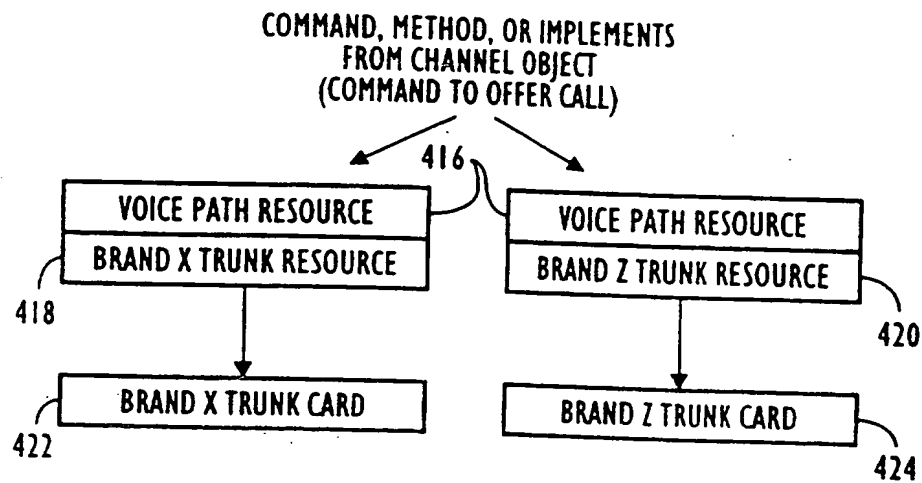 COMMAND, METHOD, OR IMPLEMENTS
FROM CHANNEL OBJECT
(COMMAND TO OFFER CALL)
416
VOICE PATH RESOURCE
BRAND X TRUNK RESOURCE
418
BRAND X TRUNK CARD
422
VOICE PATH RESOURCE
BRAND Z TRUNK RESOURCE
420
BRAND Z TRUNK CARD
424